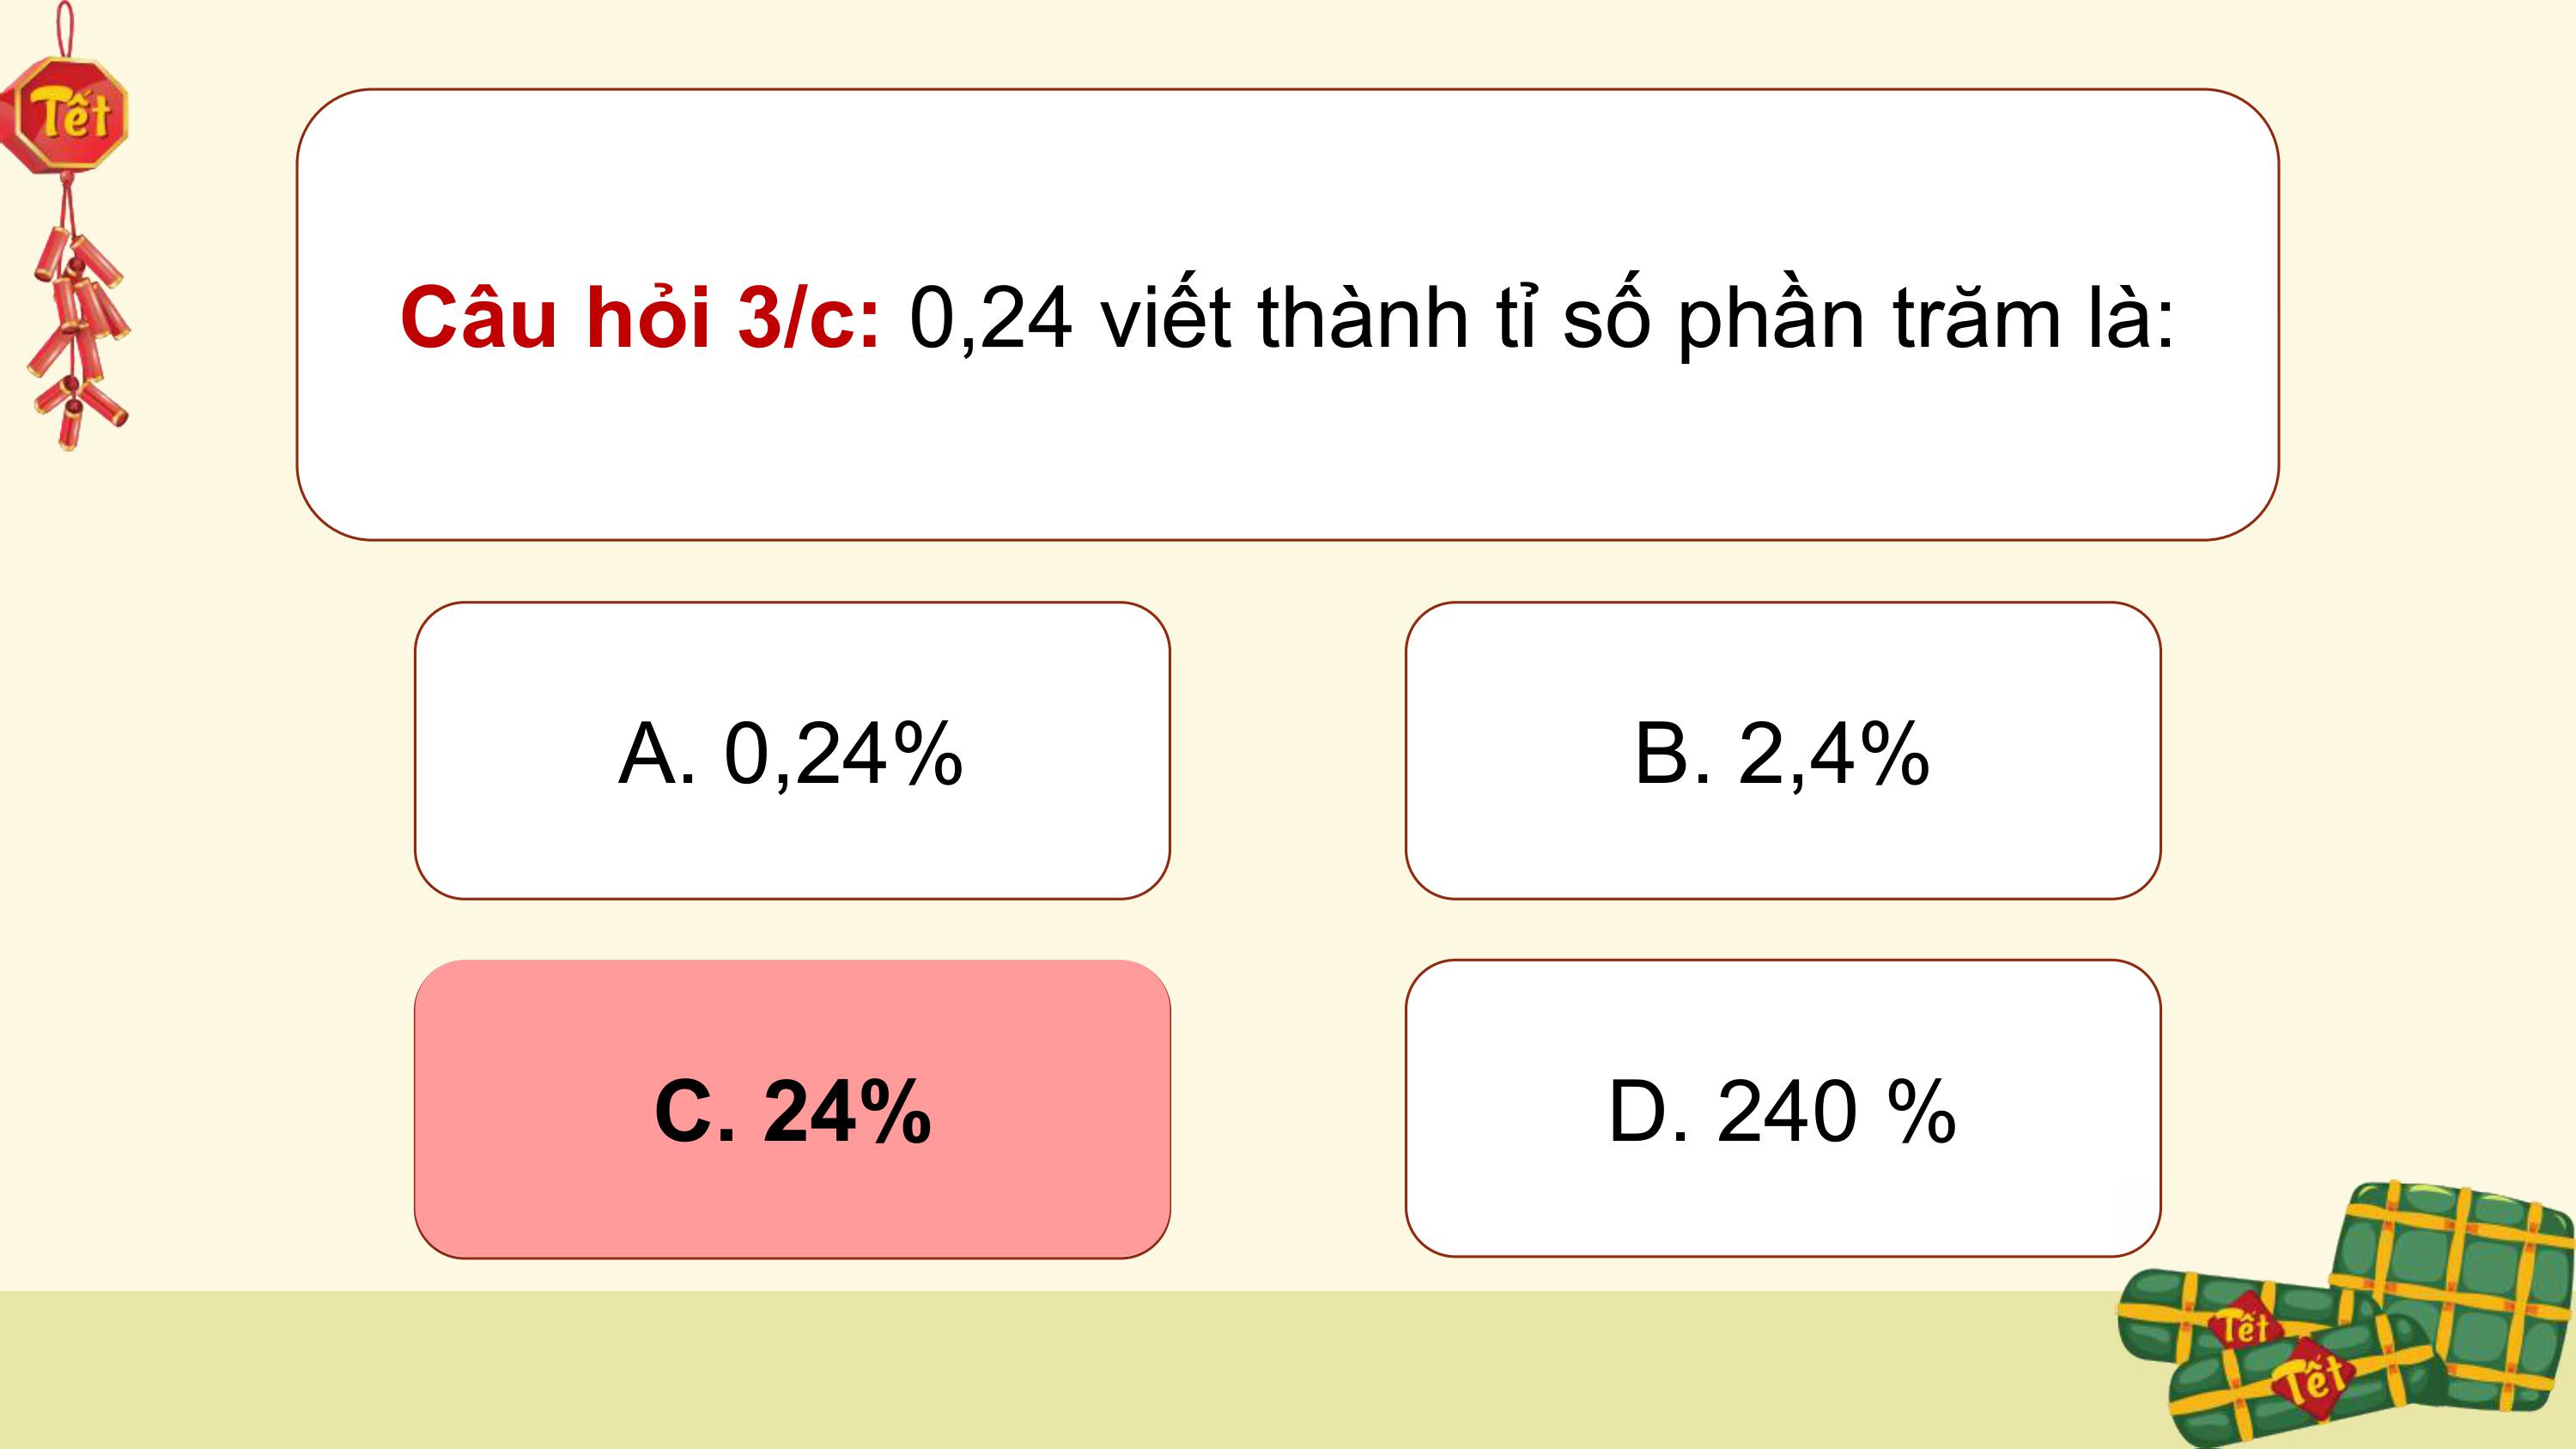 Tết
Câu hỏi 3/c: 0,24 viết thành tỉ số phần trăm là:
A. 0,24%
B. 2,4%
C. 24%
D. 240 %
Tết
Tết